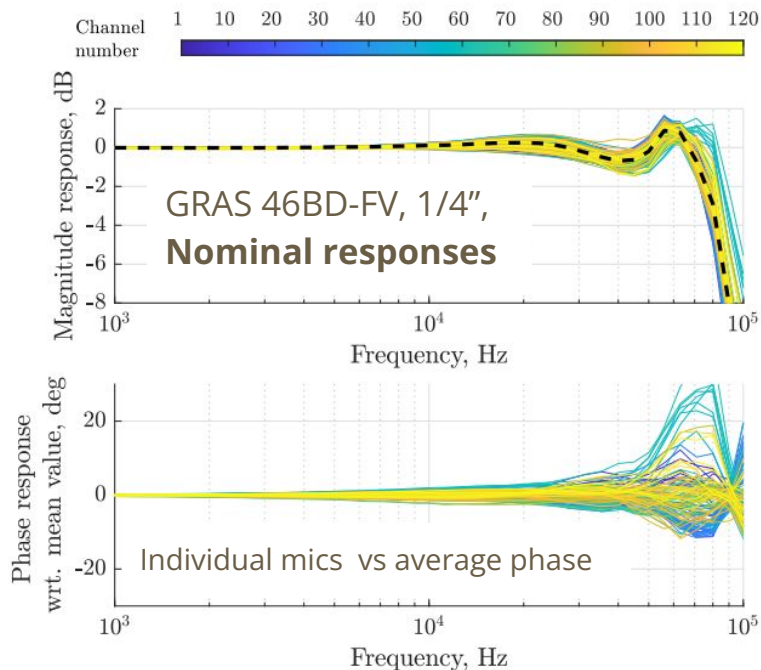 Channel
number
1 10 20 30 40 50 60 70 80 90 100 110 120
Magnitude response, dB
2
0
-2
-4
-6
-8
GRAS 46BD-FV, 1/4”,
Nominal responses
10³ 10⁴ 10⁵
Frequency, Hz
Phase response
wrt. mean value, deg
20
0
-20
Individual mics vs average phase
10³ 10⁴ 10⁵
Frequency, Hz